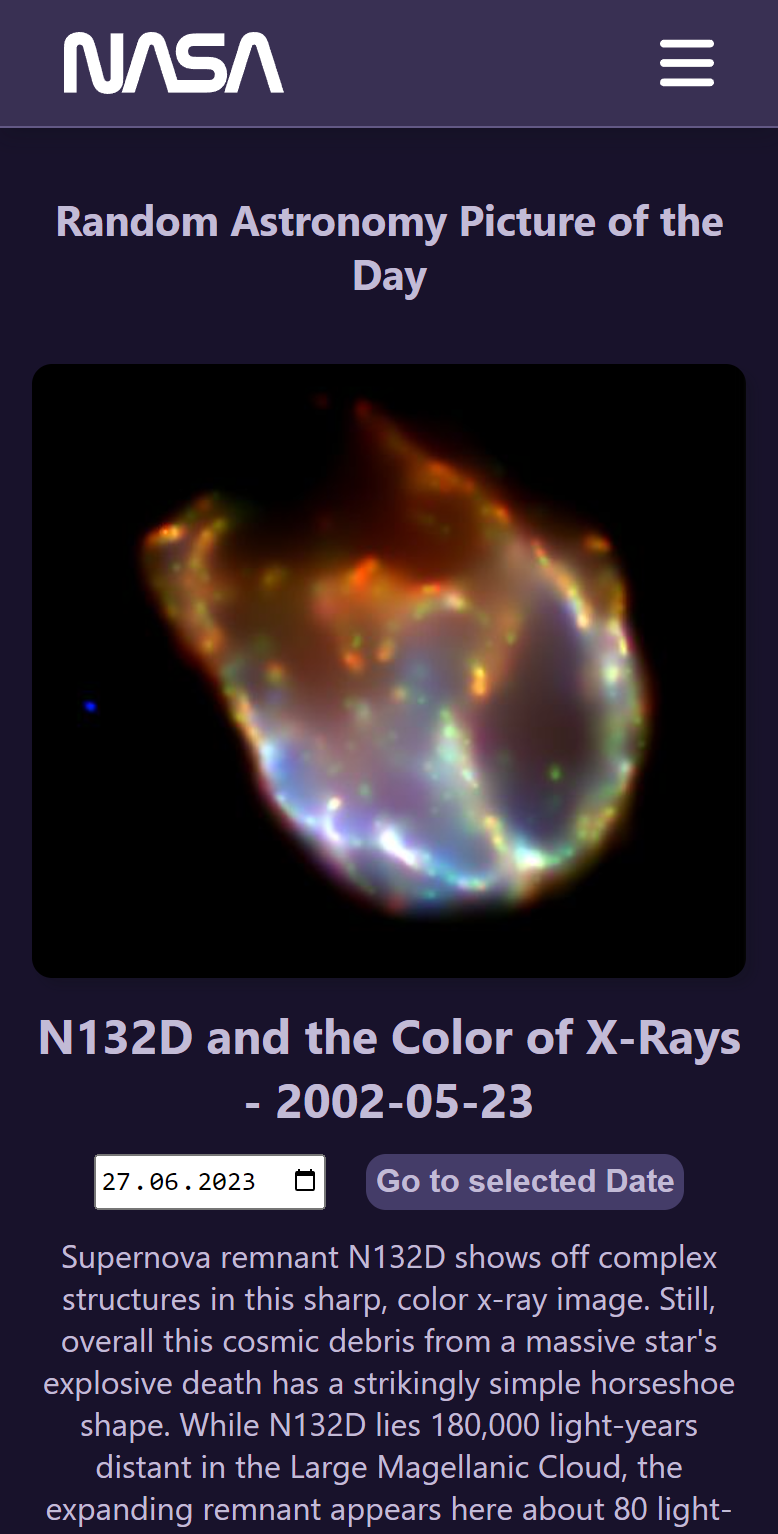 NASA
Random Astronomy Picture of the
Day
N132D and the Color of X-Rays
- 2002-05-23
27.06.2023
Go to selected Date
Supernova remnant N132D shows off complex
structures in this sharp, color x-ray image. Still,
overall this cosmic debris from a massive star's
explosive death has a strikingly simple horseshoe
shape. While N132D lies 180,000 light-years
distant in the Large Magellanic Cloud, the
expanding remnant appears here about 80 light-